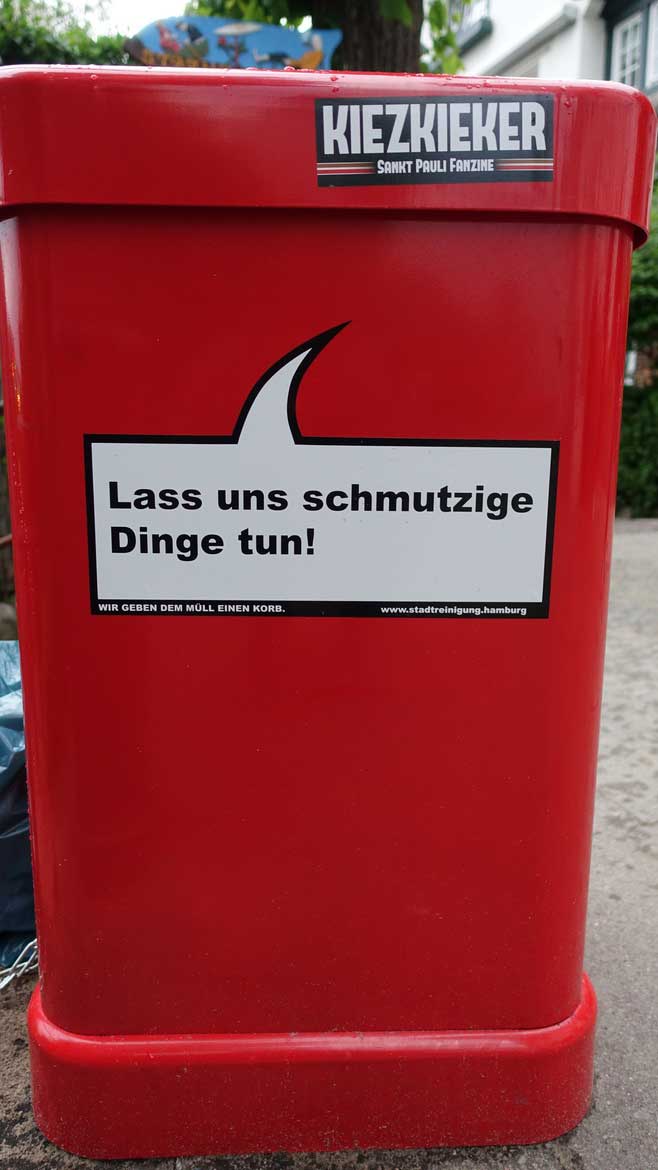 KIEZKIEKER
SANKT PAULI FANZINE
Lass uns schmutzige
Dinge tun!
WIR GEBEN DEM MÜLL EINEN KORB.
www.stadtreinigung.hamburg